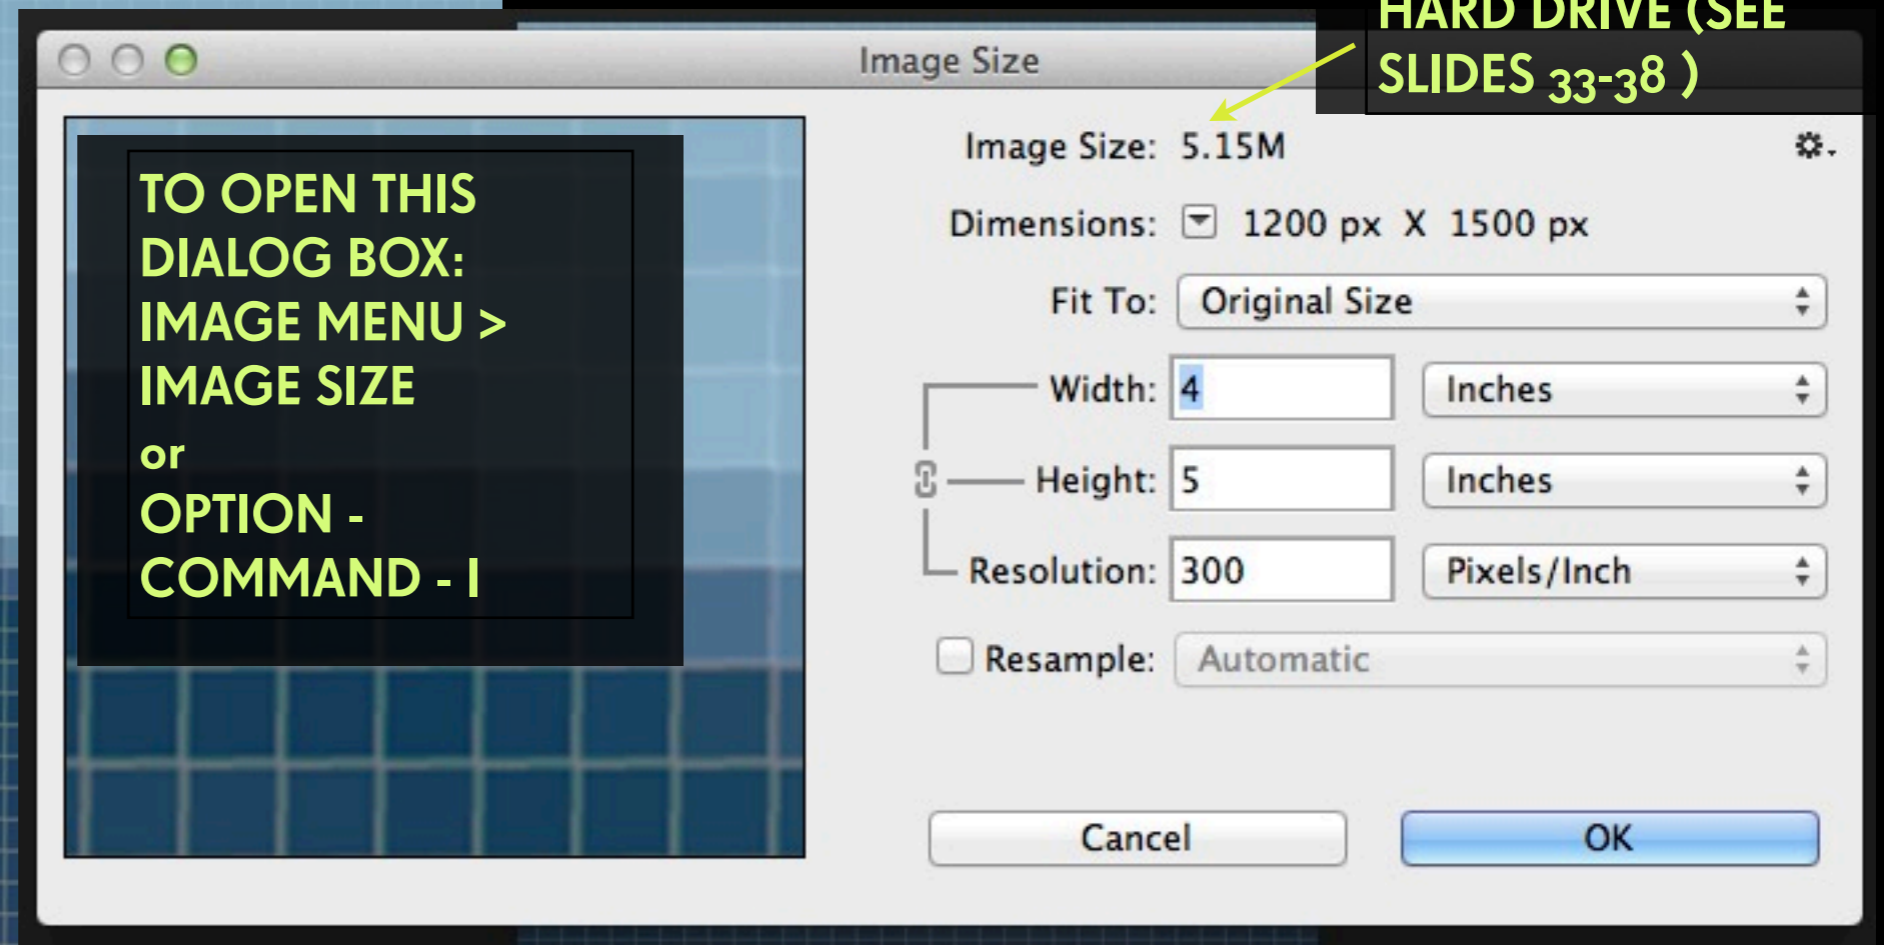 HARD DRIVE (SEE
SLIDES 33-38 )
Image Size
TO OPEN THIS
DIALOG BOX:
IMAGE MENU >
IMAGE SIZE
or
OPTION -
COMMAND - I
Image Size: 5.15M
Dimensions: 1200 px X 1500 px
Fit To: Original Size
Width: 4 Inches
Height: 5 Inches
Resolution: 300 Pixels/Inch
Resample: Automatic
Cancel OK